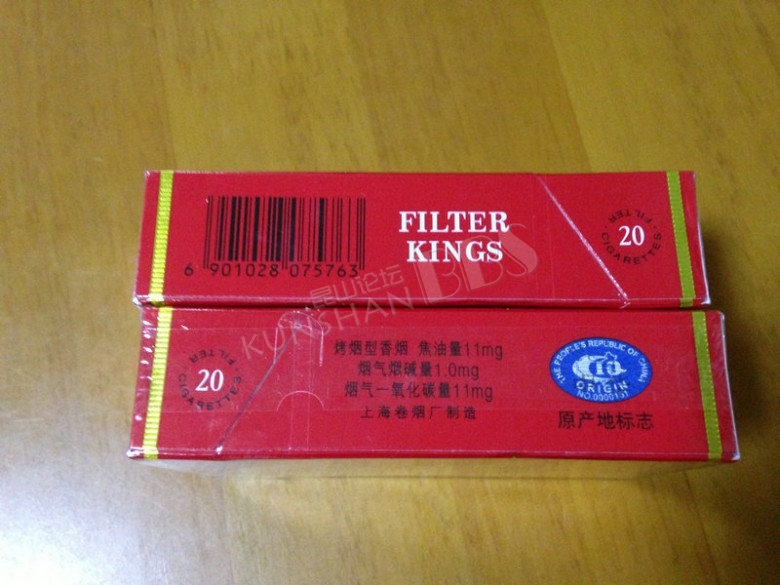 6 901028 075763
FILTER
KINGS
FILTER
20
CIGARETTES
昆山论坛
KUNSHAN BBS
FILTER
20
CIGARETTES
烤烟型香烟 焦油量11mg
烟气烟碱量1.0mg
烟气一氧化碳量11mg
上海卷烟厂制造
THE PEOPLE'S REPUBLIC OF CHINA
ORIGIN
NO.0000131
原产地标志